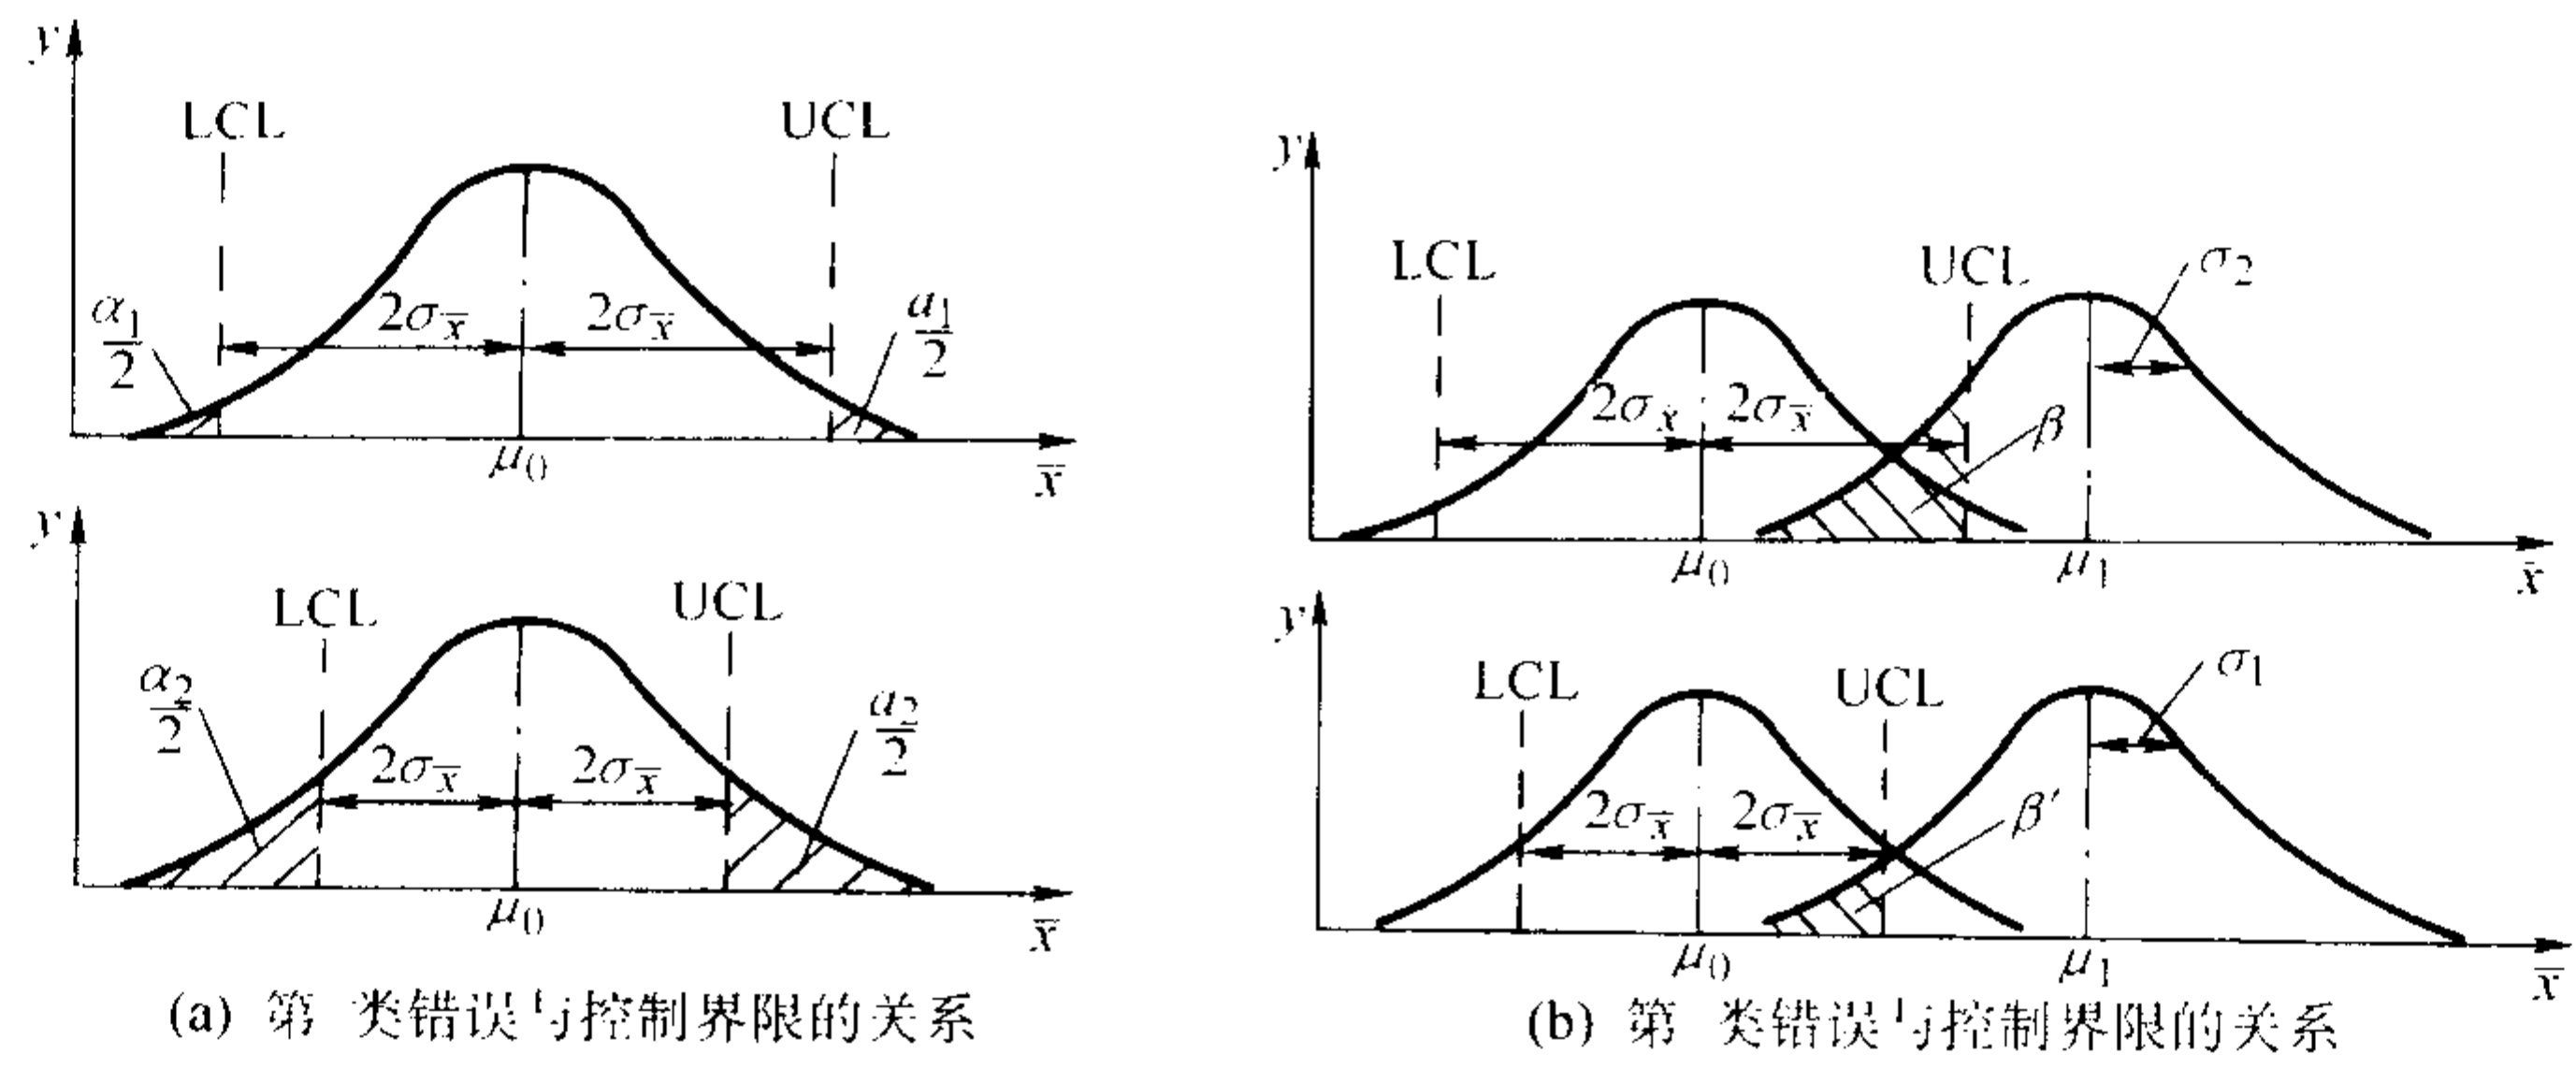 y
LCL
UCL
α₁/2
2σx̄
2σx̄
α₁/2
μ₀
x̄
y
LCL
UCL
α₂/2
2σx̄
2σx̄
α₂/2
μ₀
x̄
(a) 第 类错误与控制界限的关系
y
LCL
UCL
σ₂
2σx̄
2σx̄
β
μ₀
μ₁
x̄
y
LCL
UCL
σ₁
2σx̄
2σx̄
β′
μ₀
μ₁
x̄
(b) 第 类错误与控制界限的关系